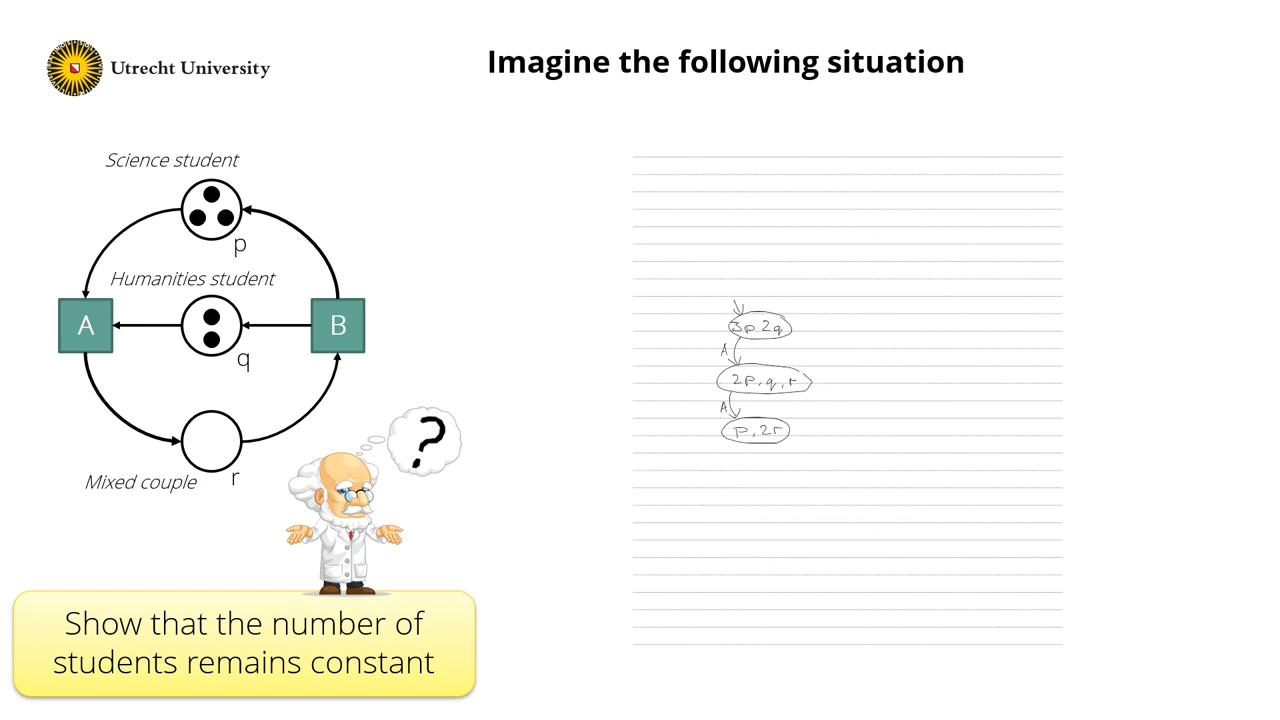 Utrecht University
Imagine the following situation
Science student
p
Humanities student
A
B
q
r
Mixed couple
?
Show that the number of
students remains constant
3p 2q
A
2p, q, r
A
p, 2r